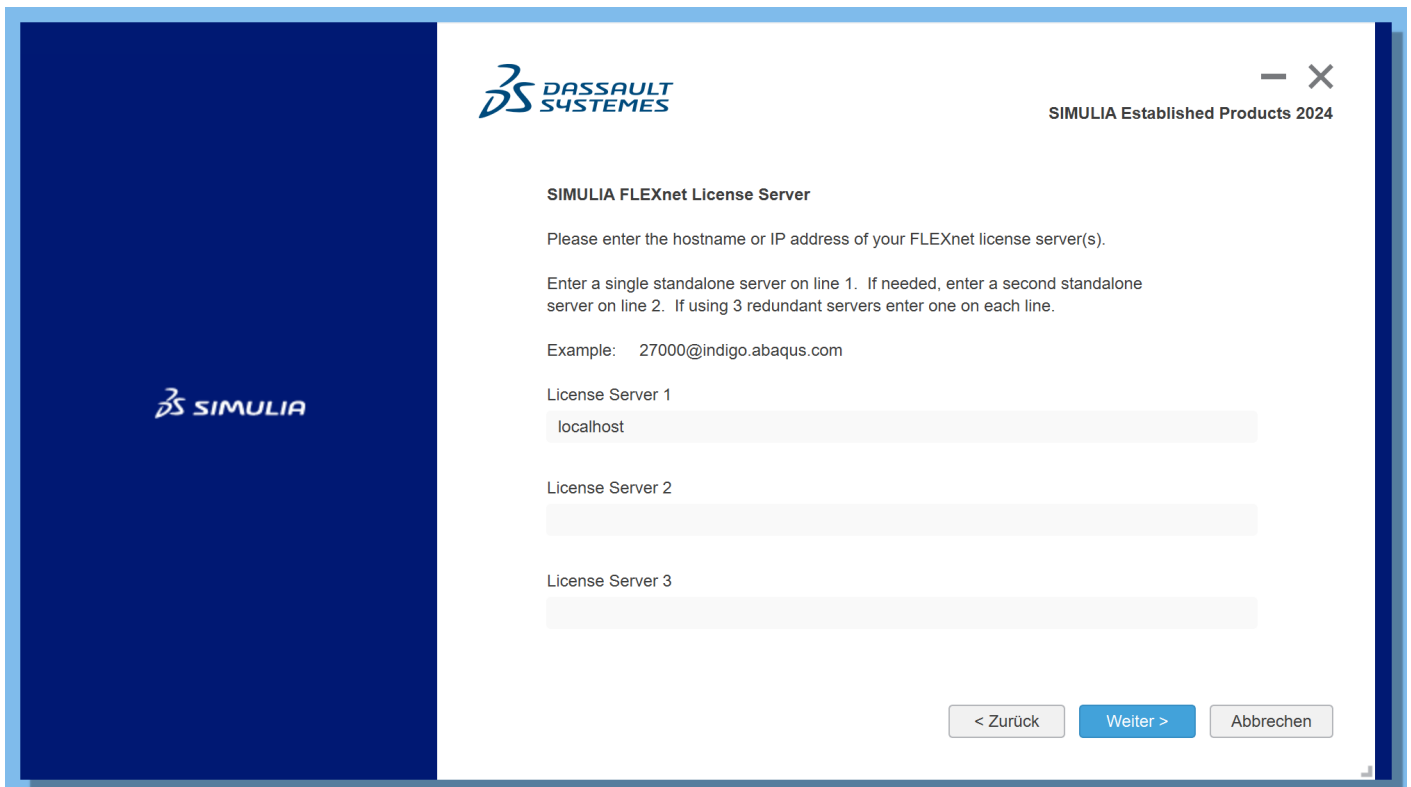 DASSAULT
SYSTEMES
SIMULIA Established Products 2024
SIMULIA FLEXnet License Server
Please enter the hostname or IP address of your FLEXnet license server(s).
Enter a single standalone server on line 1. If needed, enter a second standalone
server on line 2. If using 3 redundant servers enter one on each line.
Example: 27000@indigo.abaqus.com
License Server 1
SIMULIA
localhost
License Server 2
License Server 3
< Zurück
Weiter >
Abbrechen